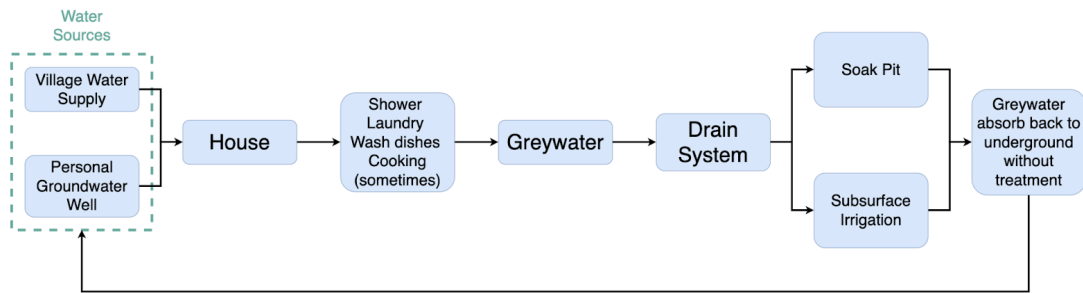 Water
Sources
Village Water
Supply
Personal
Groundwater
Well
House
Shower
Laundry
Wash dishes
Cooking
(sometimes)
Greywater
Drain
System
Soak Pit
Subsurface
Irrigation
Greywater
absorb back to
underground
without
treatment